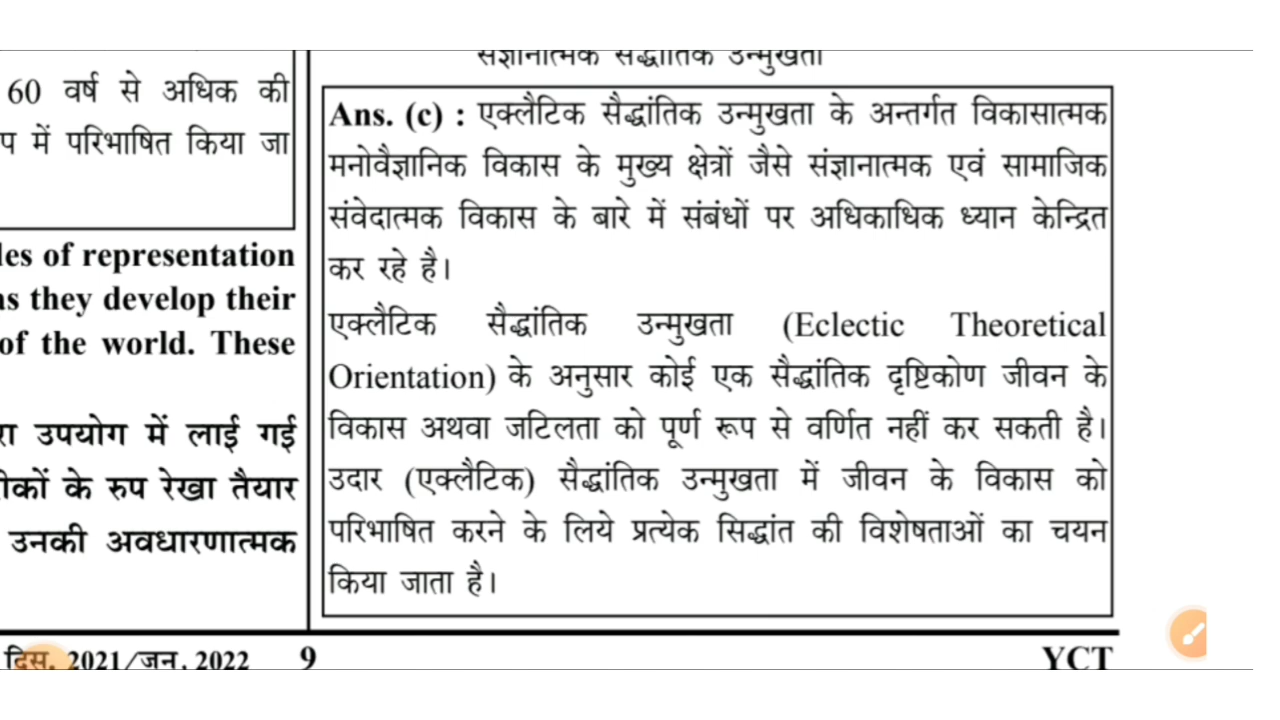 60 वर्ष से अधिक की
प में परिभाषित किया जा
les of representation
as they develop their
of the world. These
रा उपयोग में लाई गई
के रुप रेखा तैयार
उनकी अवधारणात्मक
संज्ञानात्मक सैद्धांतिक उन्मुखता
Ans. (c) : एक्लैटिक सैद्धांतिक उन्मुखता के अन्तर्गत विकासात्मक
मनोवैज्ञानिक विकास के मुख्य क्षेत्रों जैसे संज्ञानात्मक एवं सामाजिक
संवेदात्मक विकास के बारे में संबंधों पर अधिकाधिक ध्यान केन्द्रित
कर रहे है।
एक्लैटिक सैद्धांतिक उन्मुखता (Eclectic Theoretical
Orientation) के अनुसार कोई एक सैद्धांतिक दृष्टिकोण जीवन के
विकास अथवा जटिलता को पूर्ण रूप से वर्णित नहीं कर सकती है।
उदार (एक्लैटिक) सैद्धांतिक उन्मुखता में जीवन के विकास को
परिभाषित करने के लिये प्रत्येक सिद्धांत की विशेषताओं का चयन
किया जाता है।
दिस. 2021/जन. 2022 9 YCT